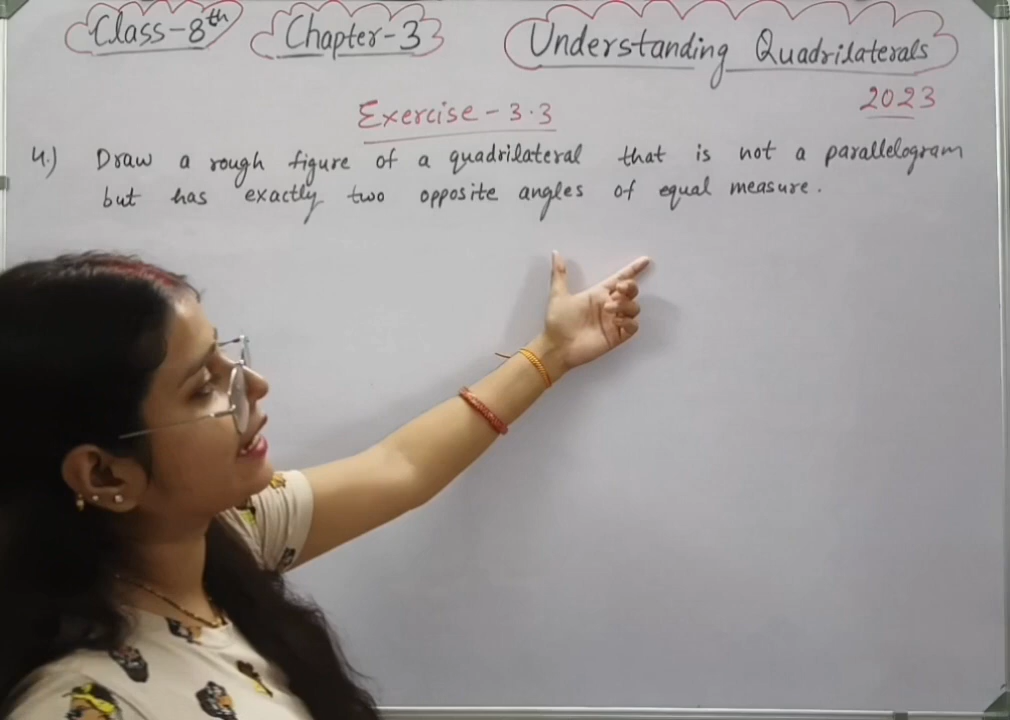 Class-8th Chapter-3 Understanding Quadrilaterals
2023
Exercise-3.3
4.) Draw a rough figure of a quadrilateral that is not a parallelogram
but has exactly two opposite angles of equal measure.